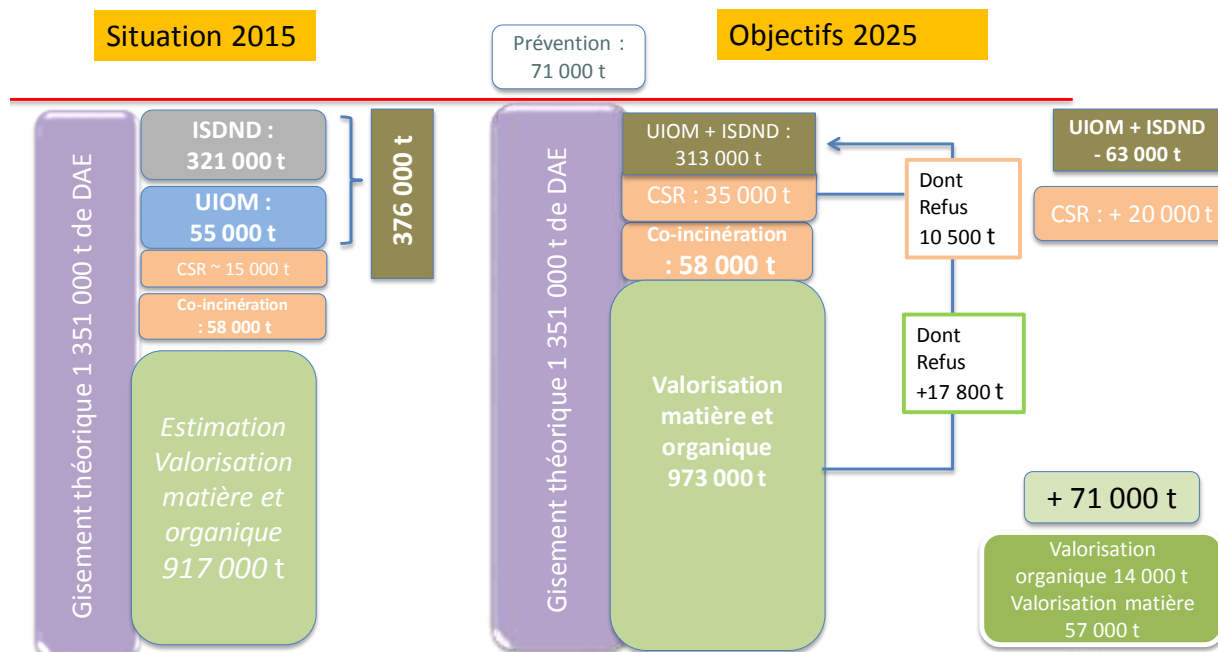 Situation 2015
Prévention :
71 000 t
Objectifs 2025
Gisement théorique 1 351 000 t de DAE
ISDND :
321 000 t
UIOM :
55 000 t
376 000 t
CSR ~ 15 000 t
Co-incinération
: 58 000 t
Estimation
Valorisation
matière et
organique
917 000 t
Gisement théorique 1 351 000 t de DAE
UIOM + ISDND :
313 000 t
CSR : 35 000 t
Co-incinération
: 58 000 t
Valorisation
matière et
organique
973 000 t
Dont
Refus
10 500 t
Dont
Refus
+17 800 t
UIOM + ISDND
- 63 000 t
CSR : + 20 000 t
+ 71 000 t
Valorisation
organique 14 000 t
Valorisation matière
57 000 t